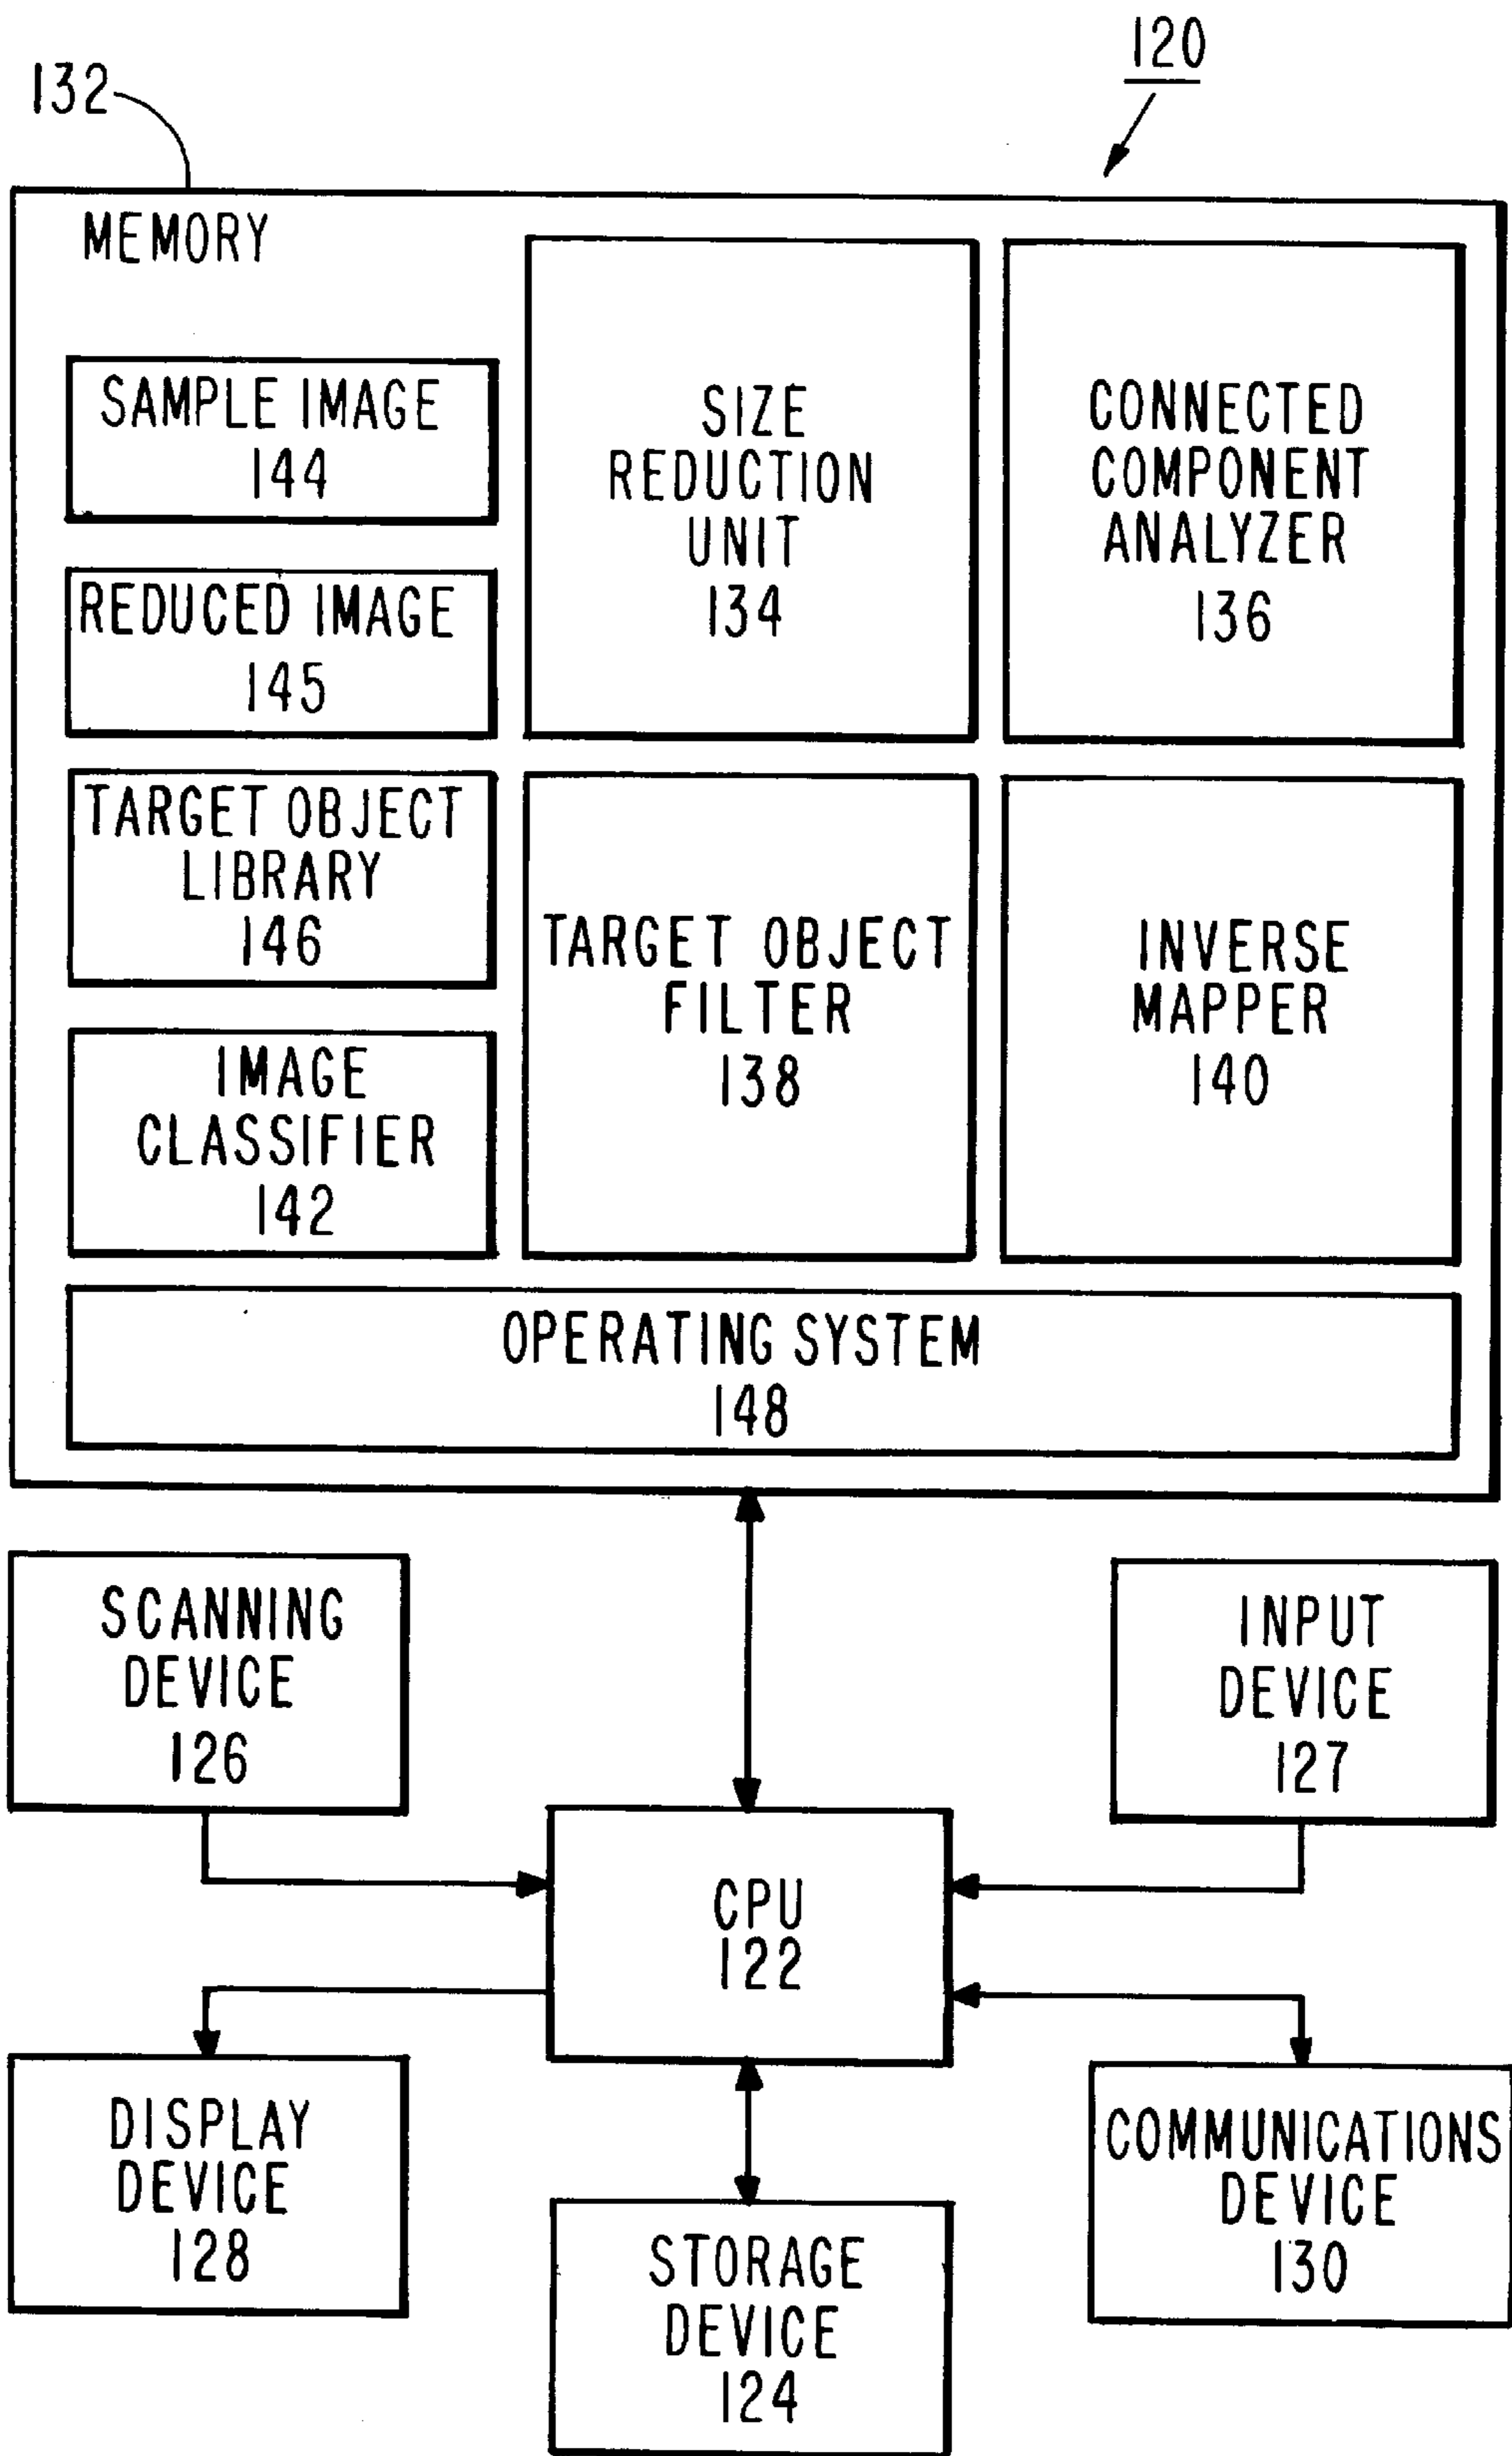 120
132
MEMORY
SAMPLE IMAGE
144
REDUCED IMAGE
145
TARGET OBJECT
LIBRARY
146
IMAGE
CLASSIFIER
142
SIZE
REDUCTION
UNIT
134
CONNECTED
COMPONENT
ANALYZER
136
TARGET OBJECT
FILTER
138
INVERSE
MAPPER
140
OPERATING SYSTEM
148
SCANNING
DEVICE
126
INPUT
DEVICE
127
CPU
122
DISPLAY
DEVICE
128
STORAGE
DEVICE
124
COMMUNICATIONS
DEVICE
130